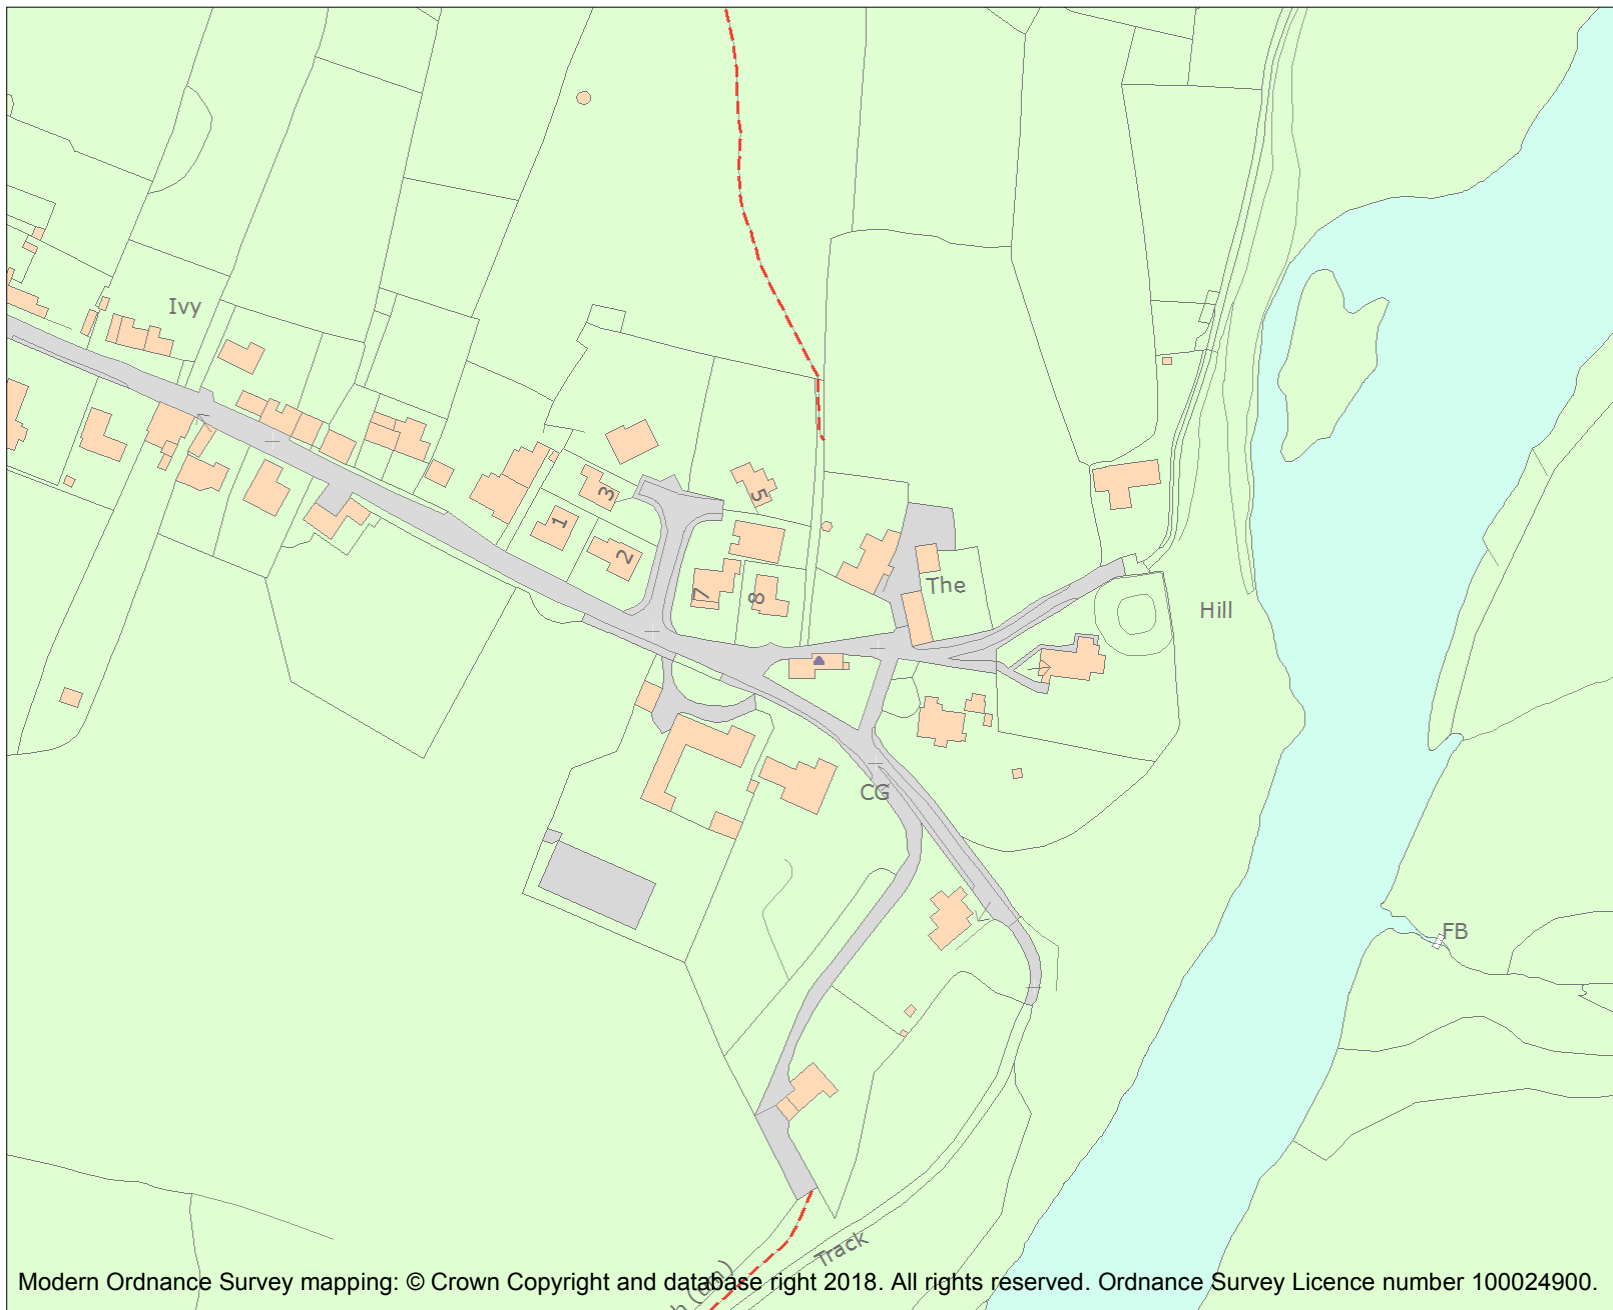 Ivy
3
1
2
5
7
8
The
Hill
CG
FB
Track
h (um)
Modern Ordnance Survey mapping: © Crown Copyright and database right 2018. All rights reserved. Ordnance Survey Licence number 100024900.